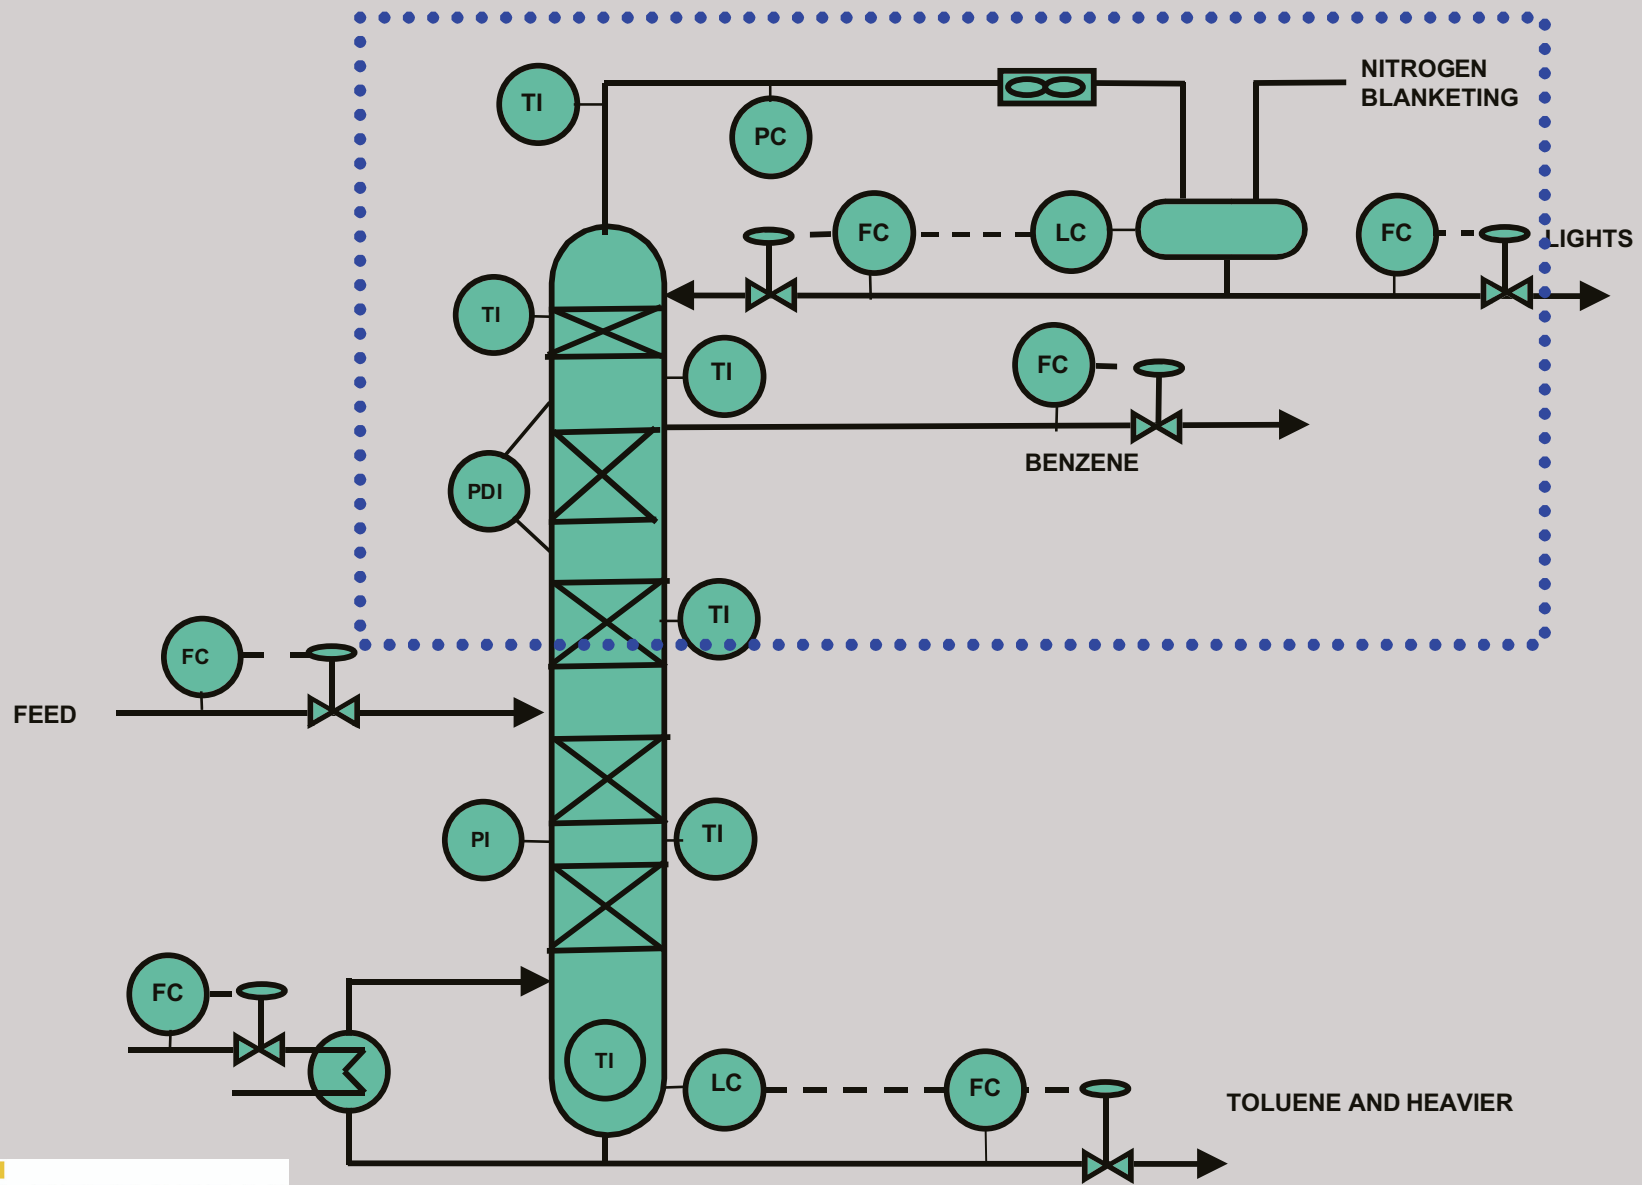 NITROGEN
BLANKETING
TI
PC
FC
LC
FC
LIGHTS
TI
TI
FC
BENZENE
PDI
TI
FC
FEED
PI
TI
FC
TI
LC
FC
TOLUENE AND HEAVIER